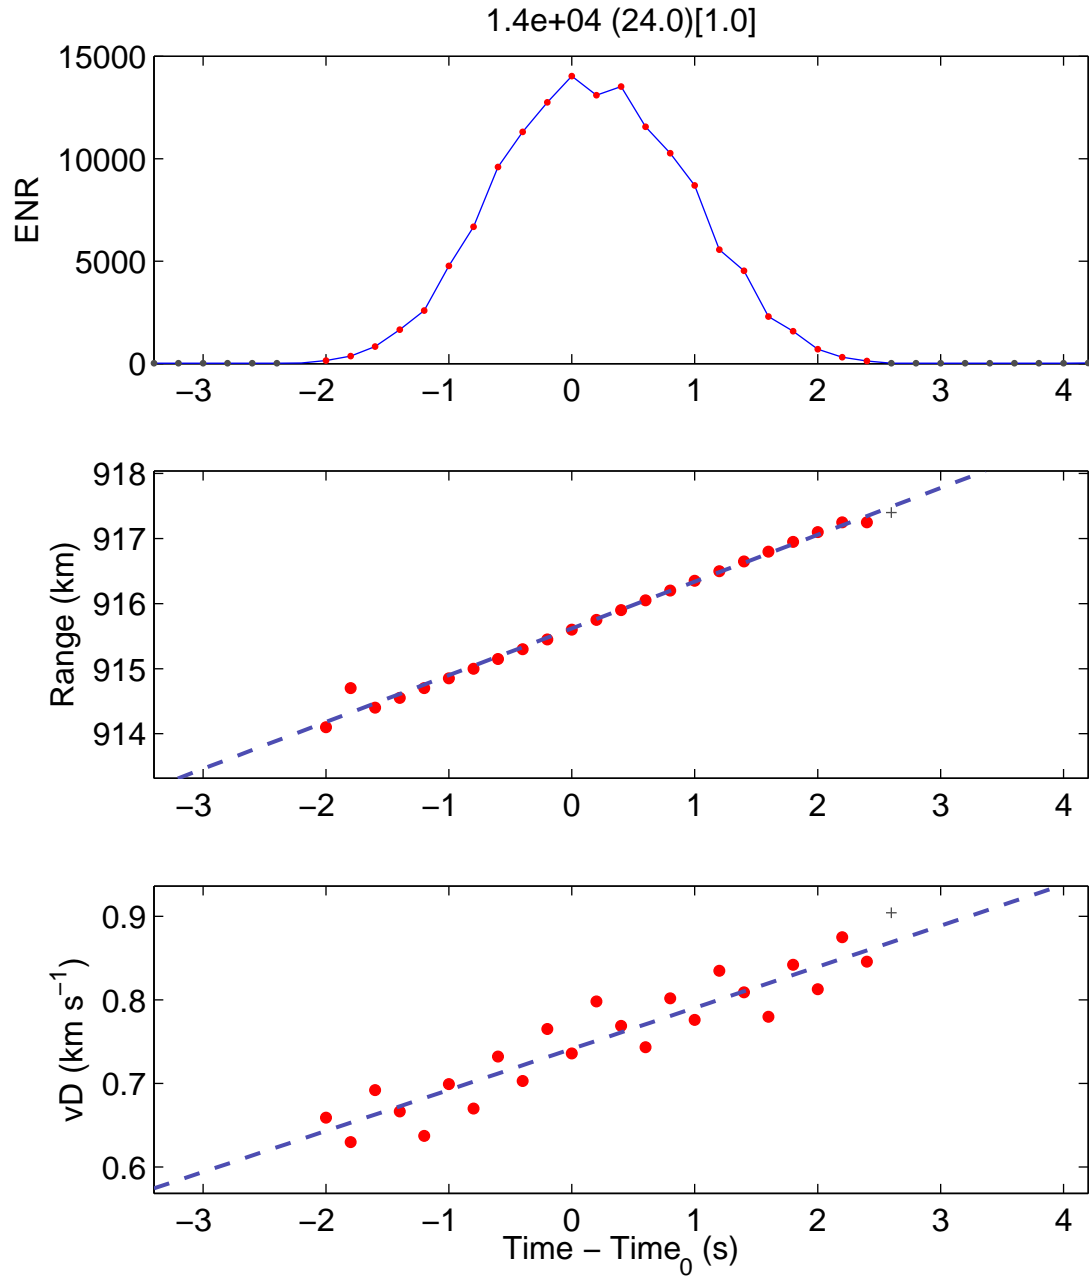 1.4e+04 (24.0)[1.0]
15000
10000
5000
0
ENR
−3 −2 −1 0 1 2 3 4
918
917
916
915
914
Range (km)
−3 −2 −1 0 1 2 3 4
0.9
0.8
0.7
0.6
vD (km s−1)
−3 −2 −1 0 1 2 3 4
Time − Time0 (s)